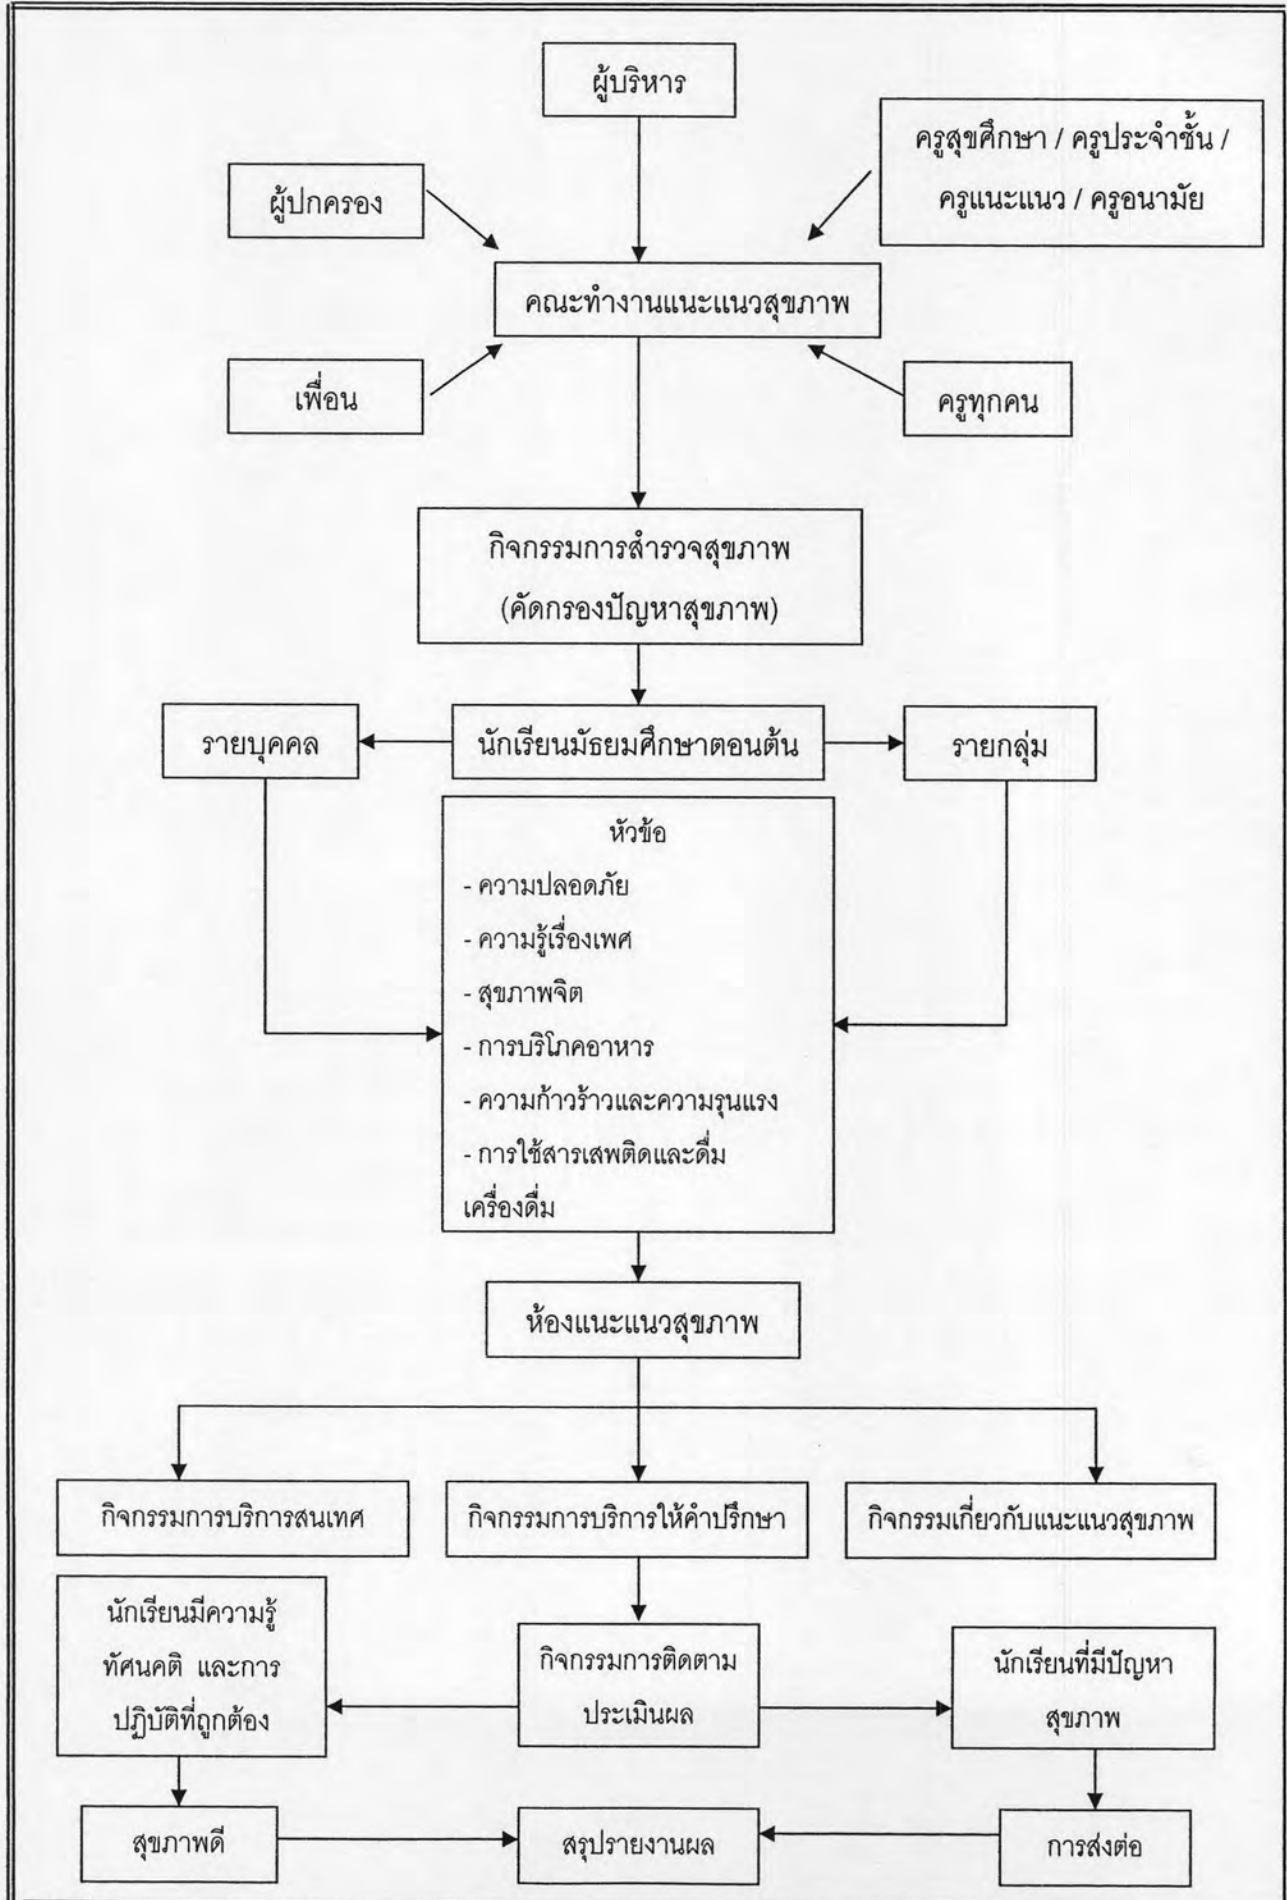 ผู้บริหาร
ครูสุขศึกษา / ครูประจำชั้น /
ครูแนะแนว / ครูอนามัย
ผู้ปกครอง
คณะทำงานแนะแนวสุขภาพ
เพื่อน
ครูทุกคน
กิจกรรมการสำรวจสุขภาพ
(คัดกรองปัญหาสุขภาพ)
รายบุคคล
นักเรียนมัธยมศึกษาตอนต้น
รายกลุ่ม
หัวข้อ
- ความปลอดภัย
- ความรู้เรื่องเพศ
- สุขภาพจิต
- การบริโภคอาหาร
- ความก้าวร้าวและความรุนแรง
- การใช้สารเสพติดและดื่ม
เครื่องดื่ม
ห้องแนะแนวสุขภาพ
กิจกรรมการบริการสนเทศ
กิจกรรมการบริการให้คำปรึกษา
กิจกรรมเกี่ยวกับแนะแนวสุขภาพ
นักเรียนมีความรู้
ทัศนคติ และการ
ปฏิบัติที่ถูกต้อง
กิจกรรมการติดตาม
ประเมินผล
นักเรียนที่มีปัญหา
สุขภาพ
สุขภาพดี
สรุปรายงานผล
การส่งต่อ